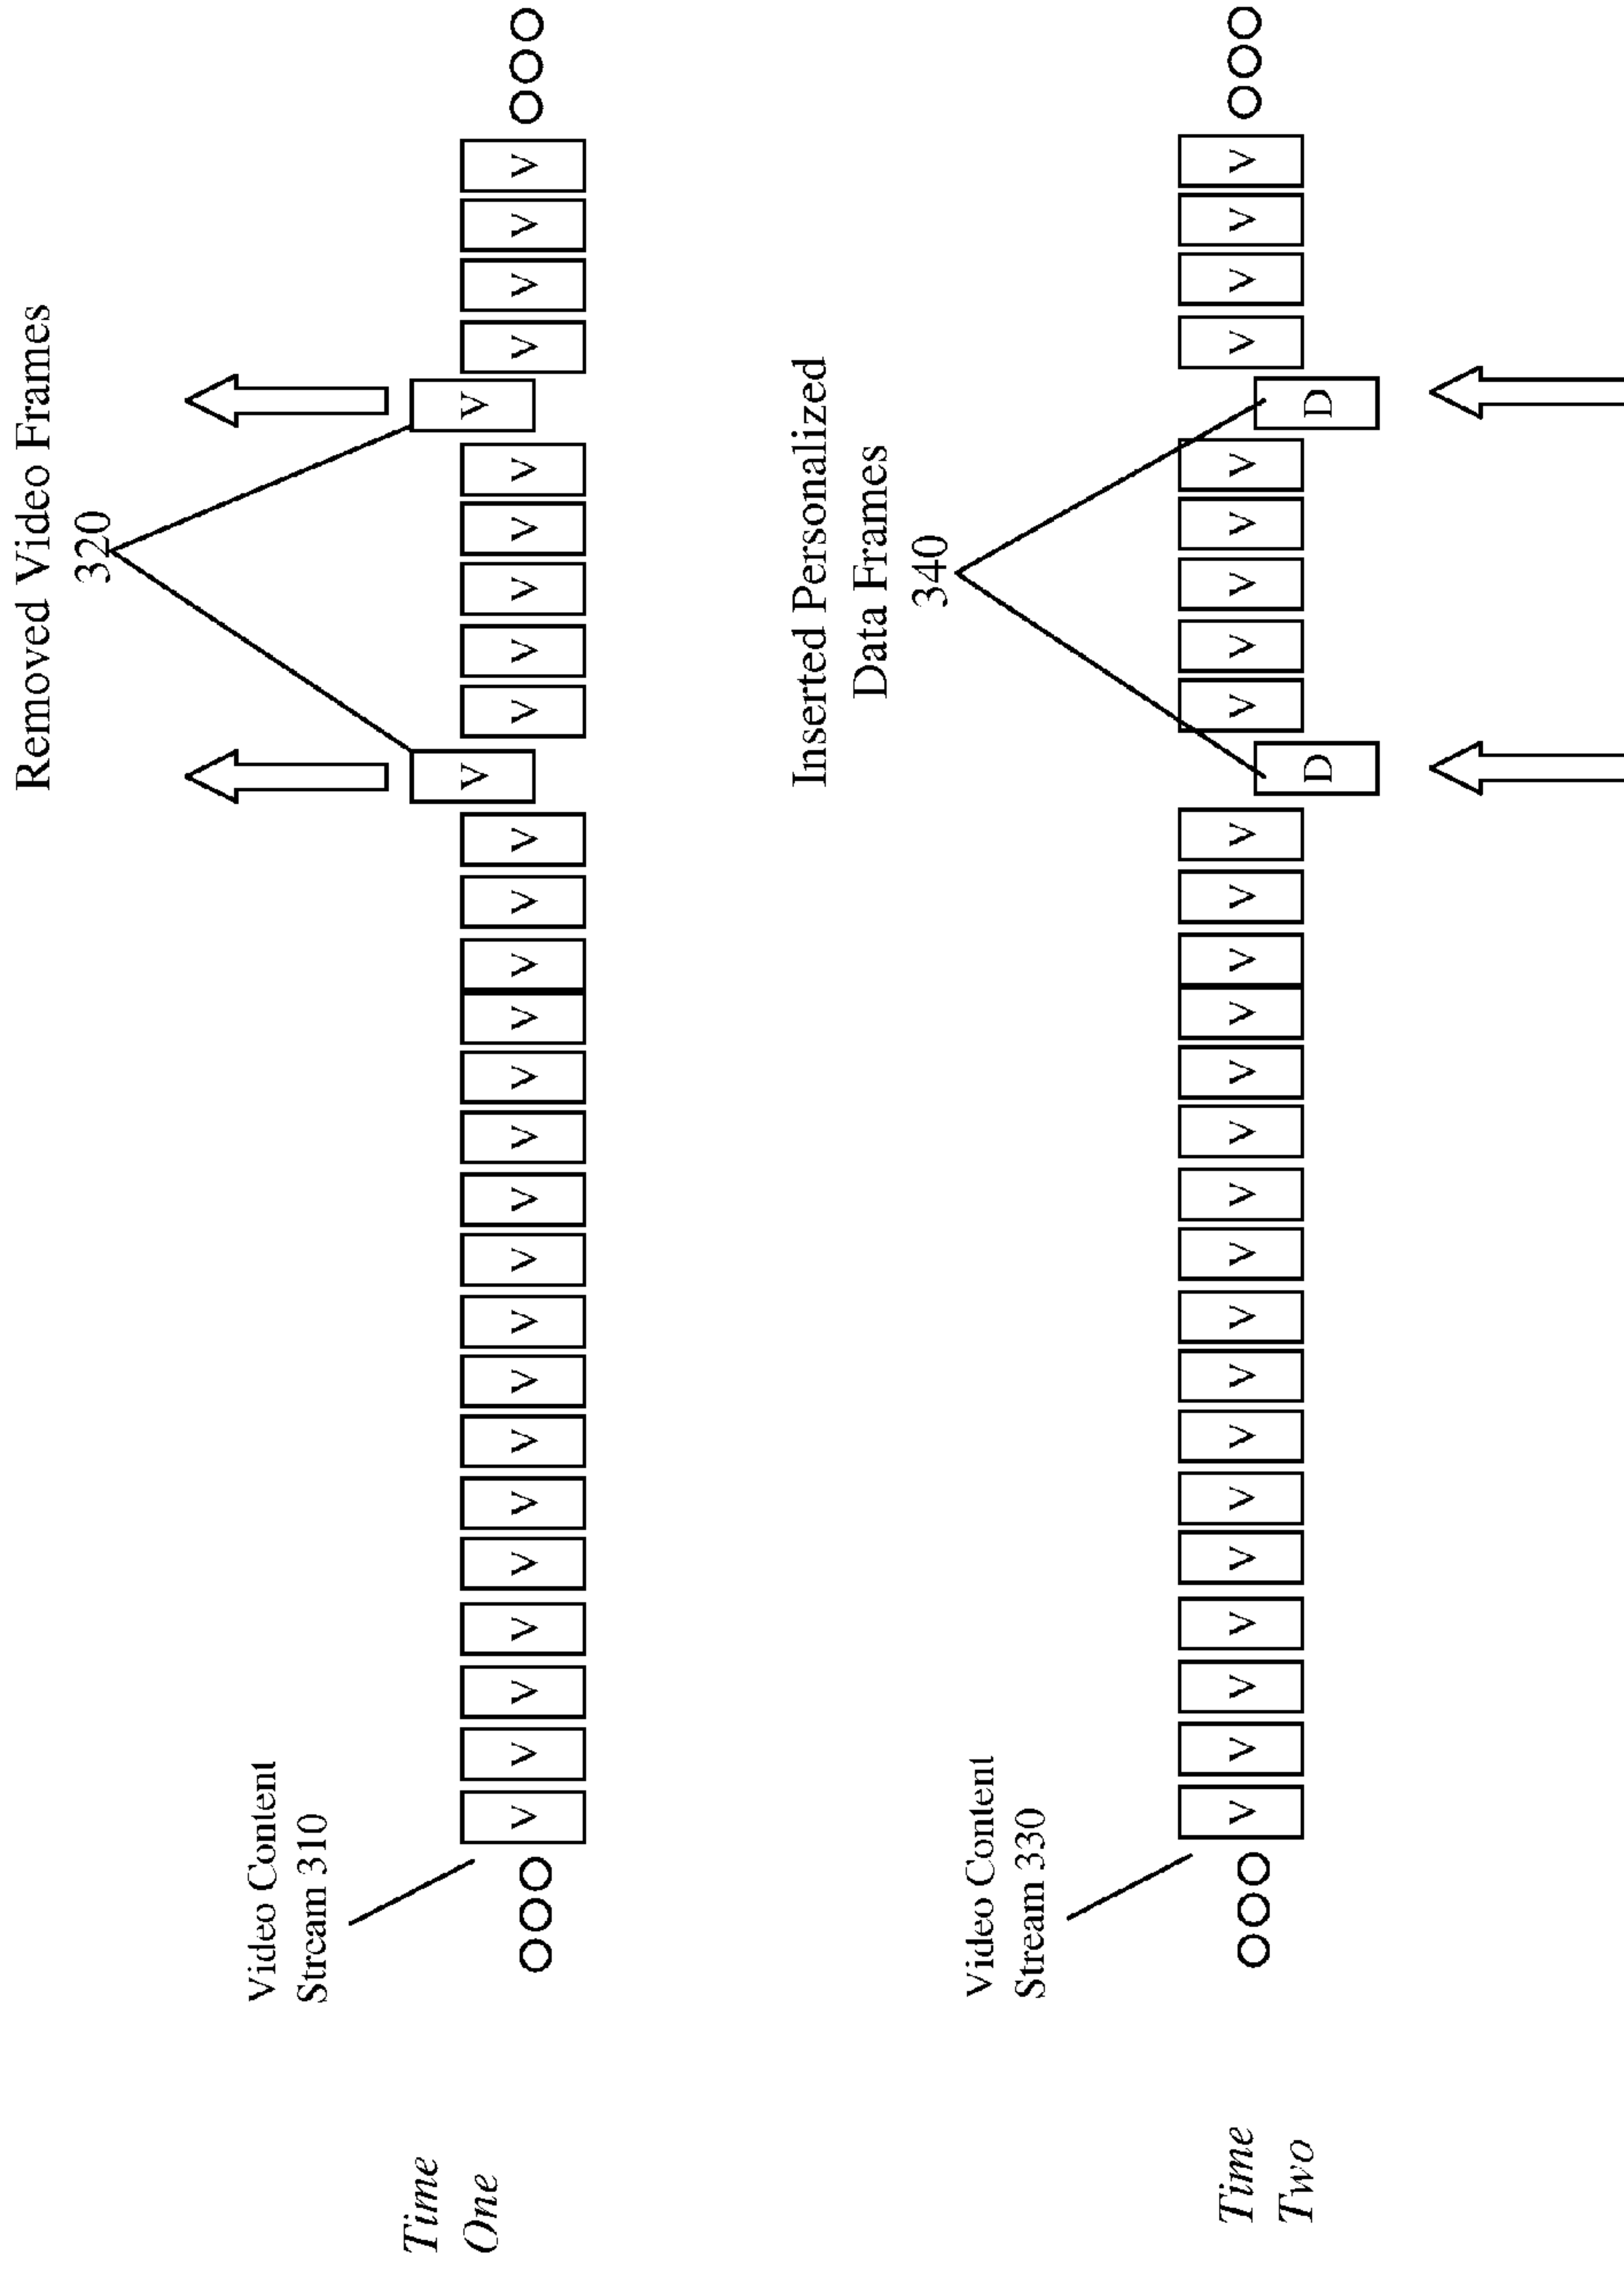 Removed Video Frames
320
Video Content
Stream 310
Time
One
V V V V V V V V V V V V V V V V V V V V V V V V V V V V
Inserted Personalized
Data Frames
340
Video Content
Stream 330
Time
Two
V V V V V V V V V V V V V V V V V D V V V V V D V V V V